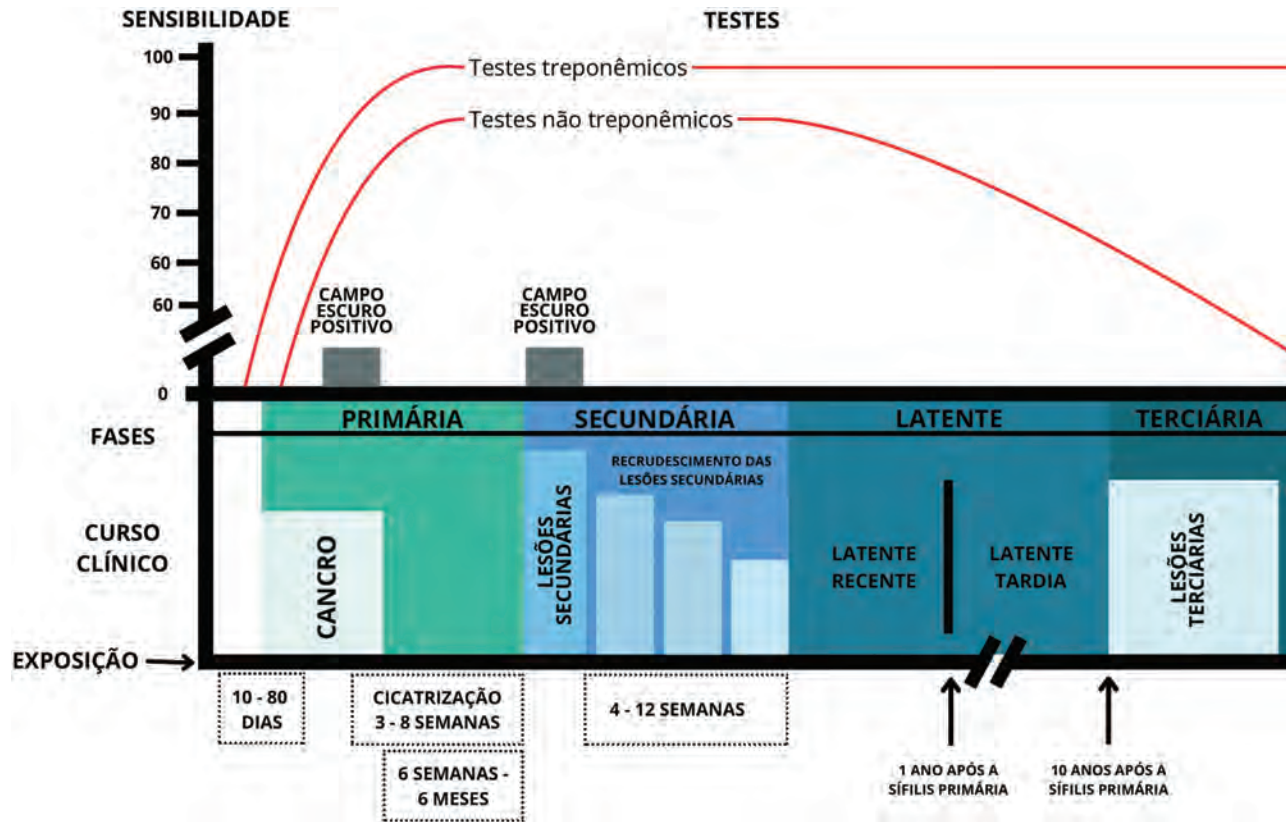 SENSIBILIDADE
TESTES
100
90
80
70
60
60
0
Testes treponêmicos
Testes não treponêmicos
CAMPO
ESCURO
POSITIVO
CAMPO
ESCURO
POSITIVO
FASES
PRIMÁRIA
SECUNDÁRIA
LATENTE
TERCIÁRIA
CURSO
CLÍNICO
CANCRO
LESÕES
SECUNDÁRIAS
RECRUDESCIMENTO DAS
LESÕES SECUNDÁRIAS
LATENTE
RECENTE
LATENTE
TARDIA
LESÕES
TERCIÁRIAS
EXPOSIÇÃO
10 - 80
DIAS
CICATRIZAÇÃO
3 - 8 SEMANAS
6 SEMANAS -
6 MESES
4 - 12 SEMANAS
1 ANO APÓS À
SÍFILIS PRIMÁRIA
10 ANOS APÓS À
SÍFILIS PRIMÁRIA